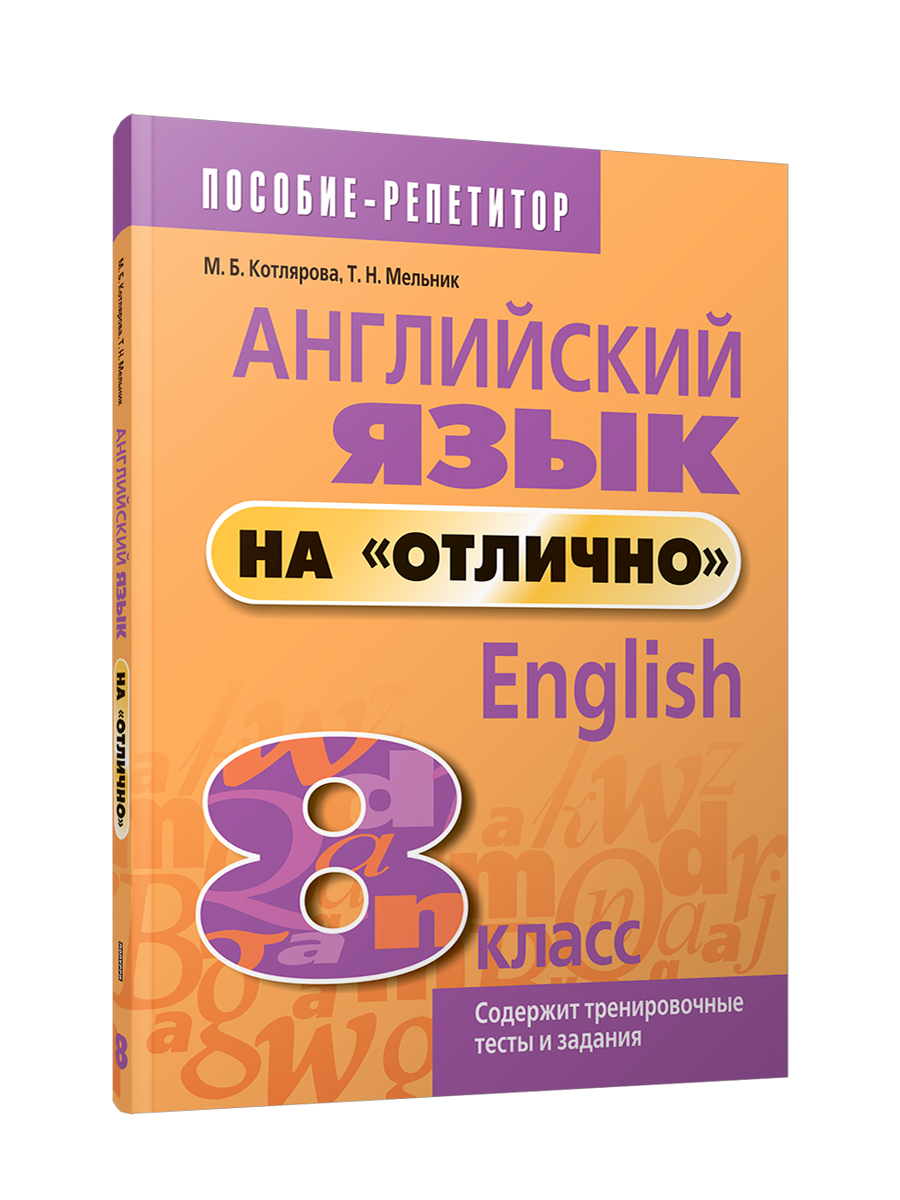 ПОСОБИЕ-РЕПЕТИТОР
М. Б. Котлярова, Т. Н. Мельник
АНГЛИЙСКИЙ
ЯЗЫК
НА «ОТЛИЧНО»
English
8
класс
Содержит тренировочные
тесты и задания
М. Б. Котлярова, Т. Н. Мельник
АНГЛИЙСКИЙ ЯЗЫК
НА «ОТЛИЧНО»
8